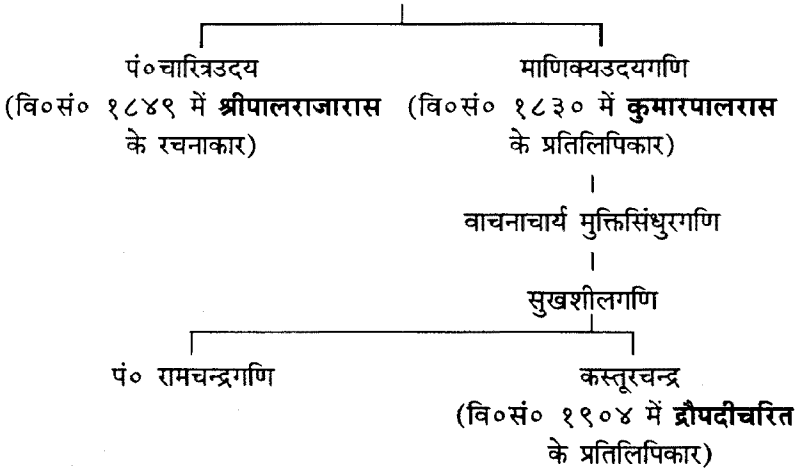 पं०चारित्रउदय माणिक्यउदयगणि
(वि०सं० १८४९ में श्रीपालराजारास (वि०सं० १८३० में कुमारपालरास
के रचनाकार) के प्रतिलिपिकार)
वाचनाचार्य मुक्तिसिंधुरगणि
सुखशीलगणि
पं० रामचन्द्रगणि कस्तूरचन्द्र
(वि०सं० १९०४ में द्रौपदीचरित
के प्रतिलिपिकार)